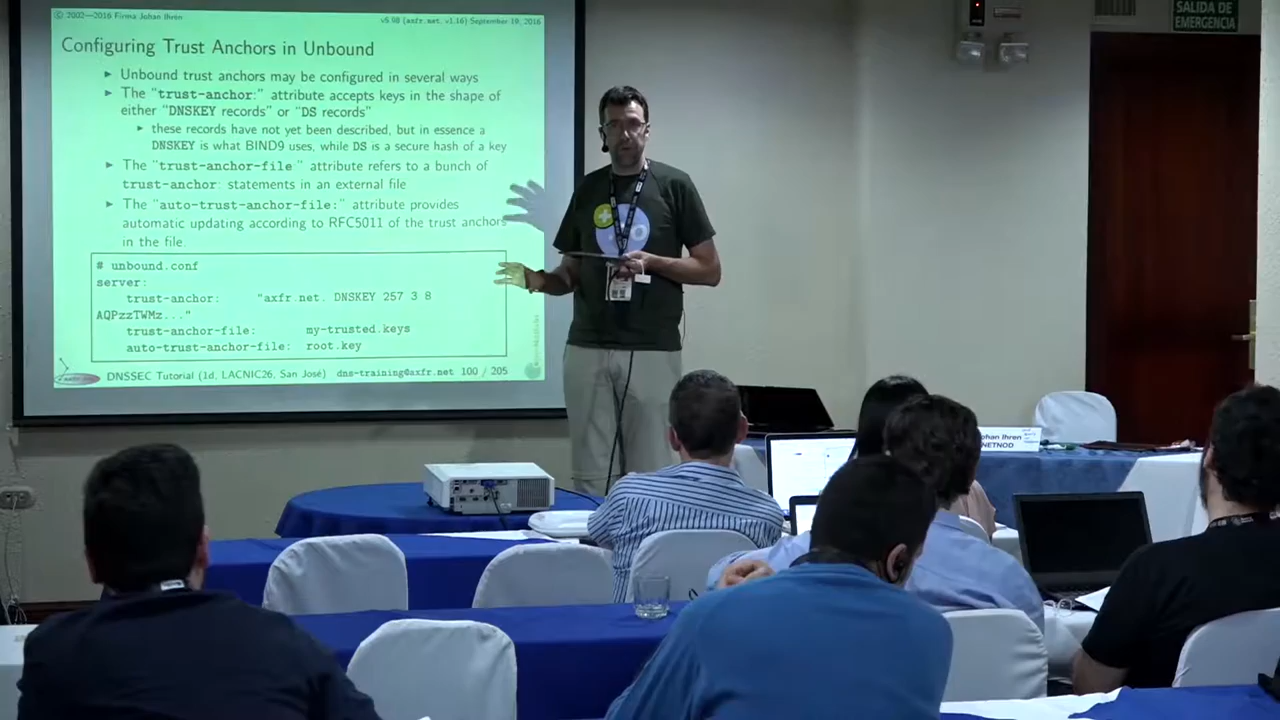 © 2002—2016 Firma Johan Ihrén
v5.98 (axfr.net, v1.16) September 19, 2016
Configuring Trust Anchors in Unbound
▶ Unbound trust anchors may be configured in several ways
▶ The "trust-anchor:" attribute accepts keys in the shape of
either "DNSKEY records" or "DS records"
▶ these records have not yet been described, but in essence a
DNSKEY is what BIND9 uses, while DS is a secure hash of a key
▶ The "trust-anchor-file:" attribute refers to a bunch of
trust-anchor: statements in an external file
▶ The "auto-trust-anchor-file:" attribute provides
automatic updating according to RFC5011 of the trust anchors
in the file.
# unbound.conf
server:
trust-anchor: "axfr.net. DNSKEY 257 3 8
AQPzzTWMz..."
trust-anchor-file: my-trusted.keys
auto-trust-anchor-file: root.key
DNSSEC Tutorial (1d, LACNIC26, San José) dns-training@axfr.net 100 / 205
SALIDA DE
EMERGENCIA
Johan Ihren
NETNOD